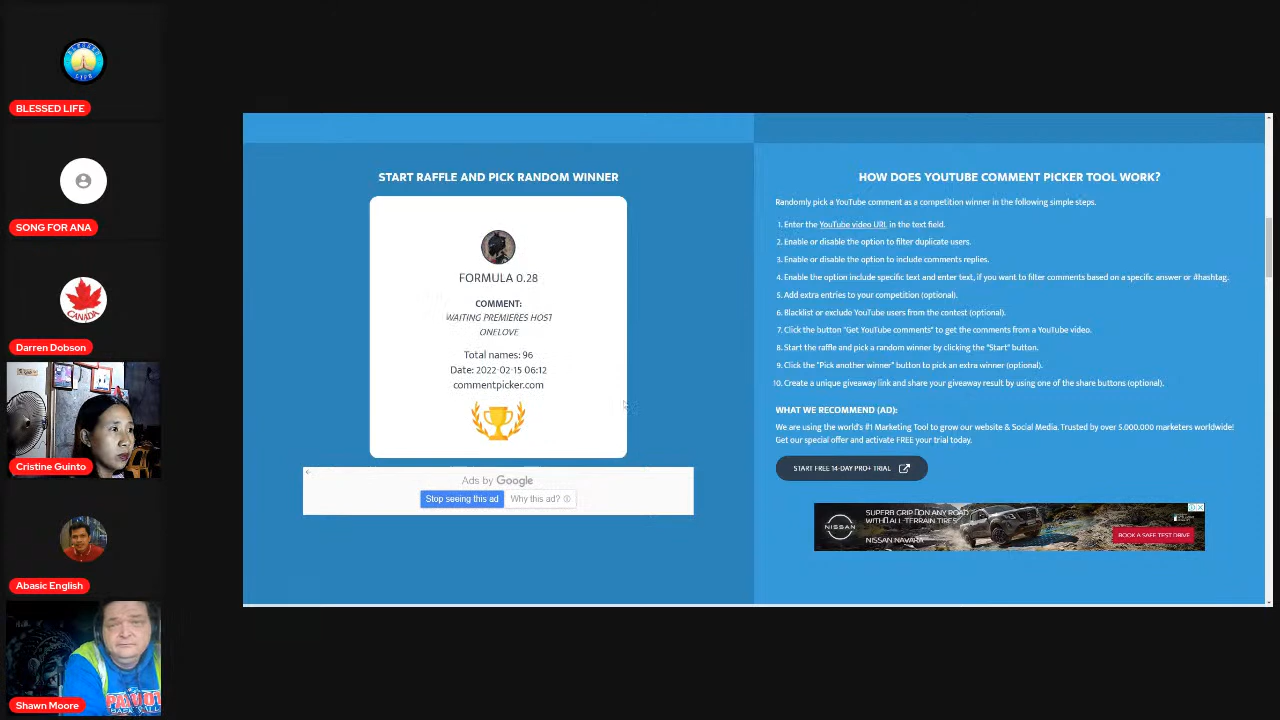 BLESSED LIFE
SONG FOR ANA
CANADA
Darren Dobson
Cristine Guinto
Abasic English
Shawn Moore
START RAFFLE AND PICK RANDOM WINNER
FORMULA 0.28
COMMENT:
WAITING PREMIERES HOST
ONELOVE
Total names: 96
Date: 2022-02-15 06:12
commentpicker.com
Ads by Google
Stop seeing this ad
Why this ad?
HOW DOES YOUTUBE COMMENT PICKER TOOL WORK?
Randomly pick a YouTube comment as a competition winner in the following simple steps.
1. Enter the YouTube video URL in the text field.
2. Enable or disable the option to filter duplicate users.
3. Enable or disable the option to include comments replies.
4. Enable the option include specific text and enter text, if you want to filter comments based on a specific answer or #hashtag.
5. Add extra entries to your competition (optional).
6. Blacklist or exclude YouTube users from the contest (optional).
7. Click the button "Get YouTube comments" to get the comments from a YouTube video.
8. Start the raffle and pick a random winner by clicking the "Start" button.
9. Click the "Pick another winner" button to pick an extra winner (optional).
10. Create a unique giveaway link and share your giveaway result by using one of the share buttons (optional).
WHAT WE RECOMMEND (AD):
We are using the world's #1 Marketing Tool to grow our website & Social Media. Trusted by over 5.000.000 marketers worldwide!
Get our special offer and activate FREE your trial today.
START FREE 14-DAY PRO+ TRIAL
NISSAN
SUPERB GRIP ON ANY ROAD
WITH ALL-TERRAIN TIRES
NISSAN NAVARA
BOOK A SAFE TEST DRIVE